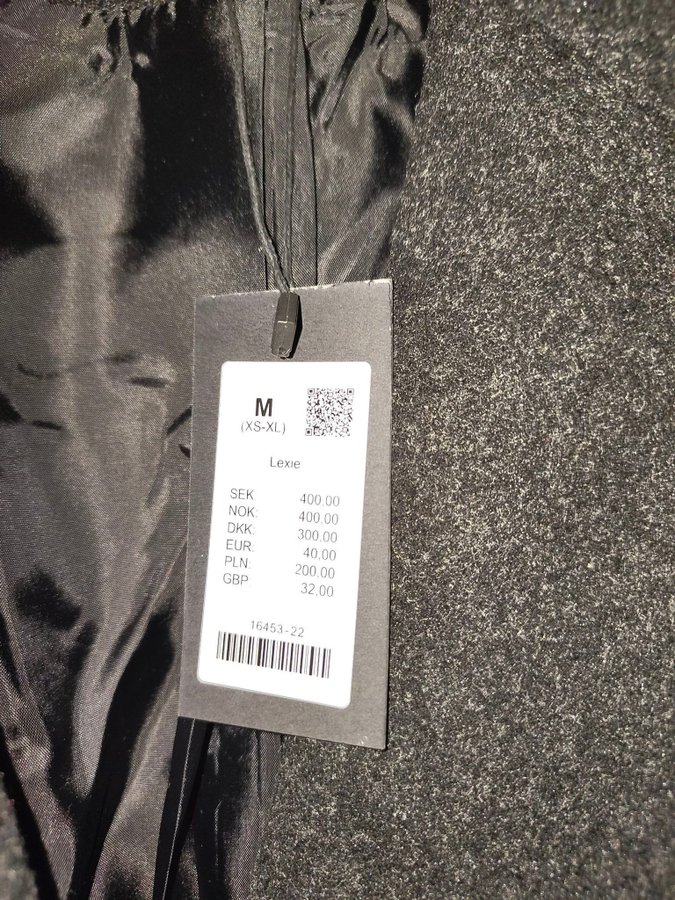 M
(XS-XL)
Lexie
SEK 400.00
NOK: 400.00
DKK: 300.00
EUR: 40.00
PLN: 200.00
GBP 32.00
16453-22